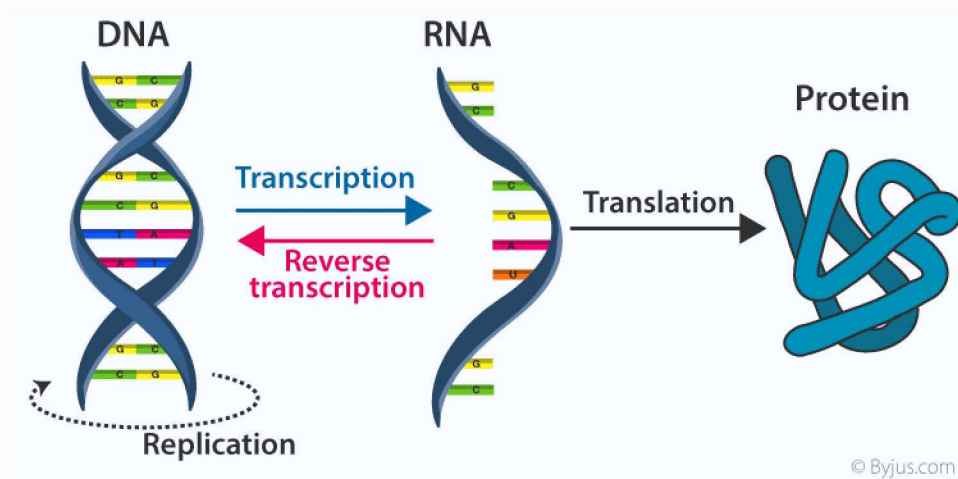 DNA
RNA
Protein
G C
C G
G C
C G
T A
A T
G C
C G
G
C
C
G
A
U
G
C
Transcription
Reverse
transcription
Translation
Replication
© Byjus.com